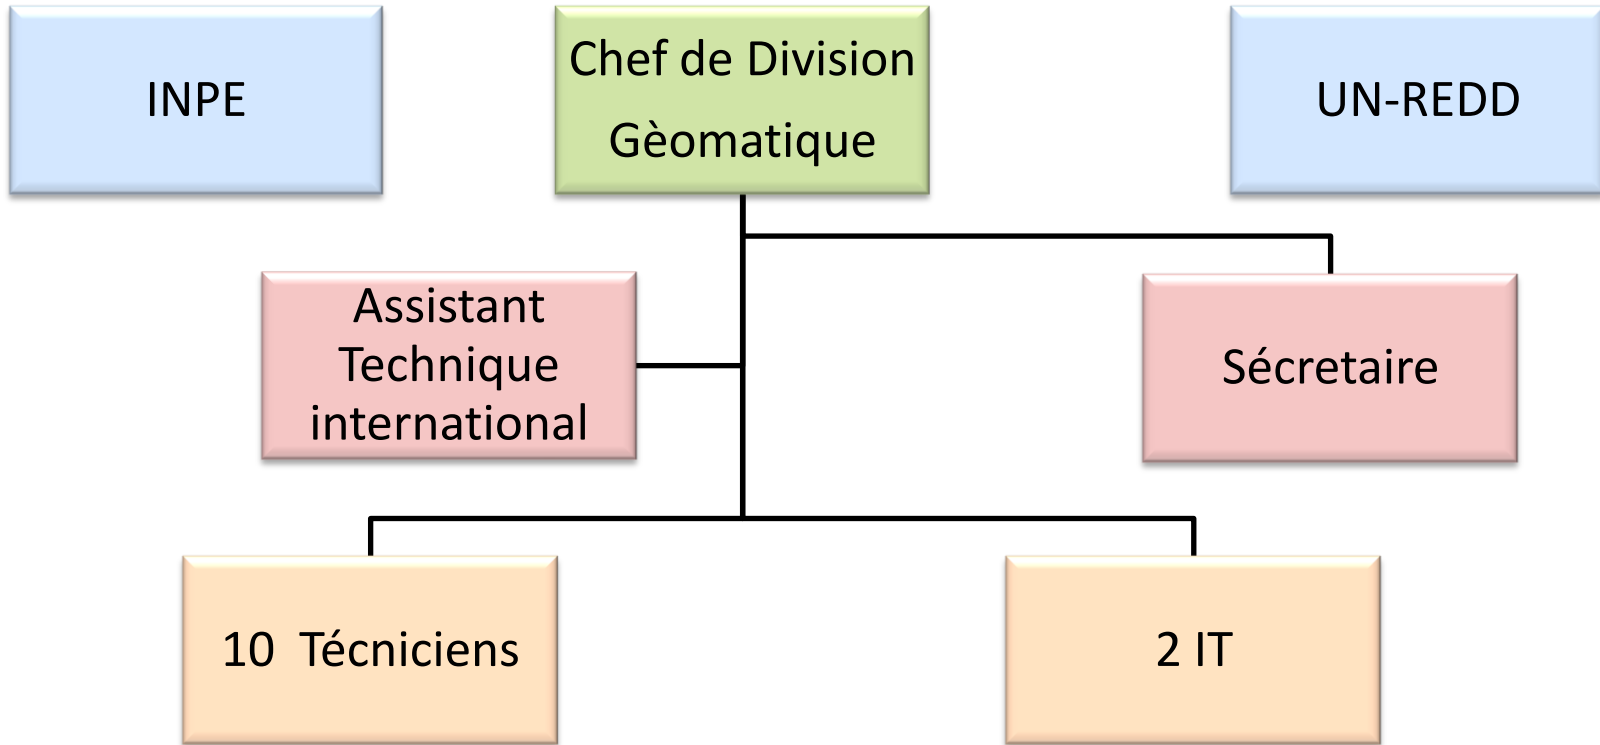 INPE
Chef de Division
Gèomatique
UN-REDD
Assistant
Technique
international
Sécretaire
10  Técniciens
2 IT